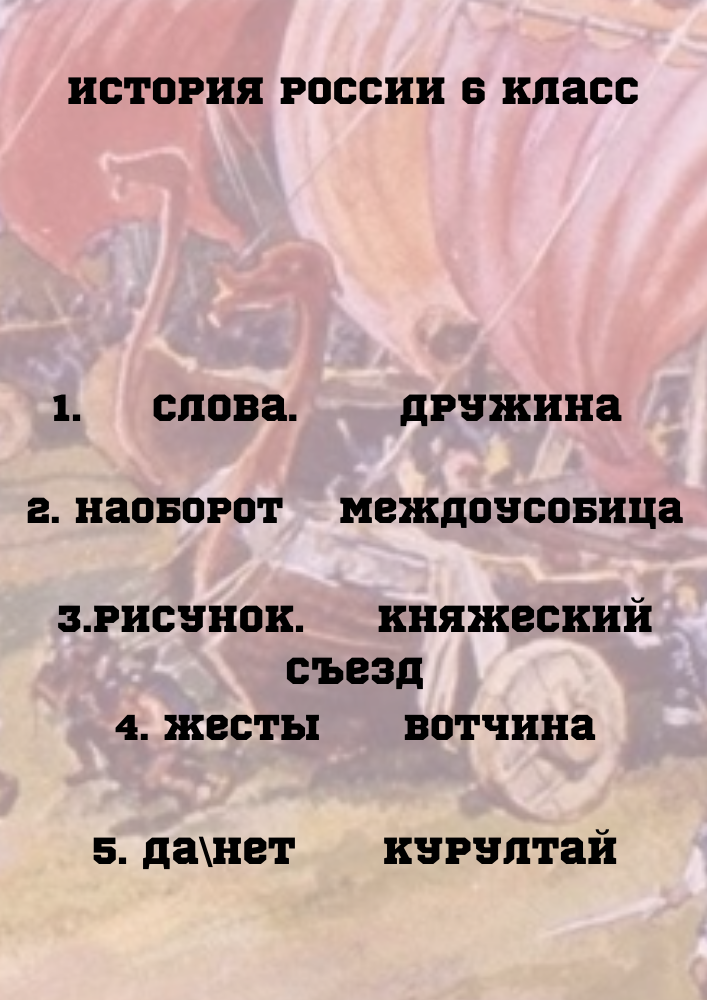 ИСТОРИЯ РОССИИ 6 КЛАСС
1. СЛОВА. ДРУЖИНА
2. НАОБОРОТ МЕЖДОУСОБИЦА
3.РИСУНОК. КНЯЖЕСКИЙ
СЪЕЗД
4. ЖЕСТЫ ВОТЧИНА
5. ДА\НЕТ КУРУЛТАЙ